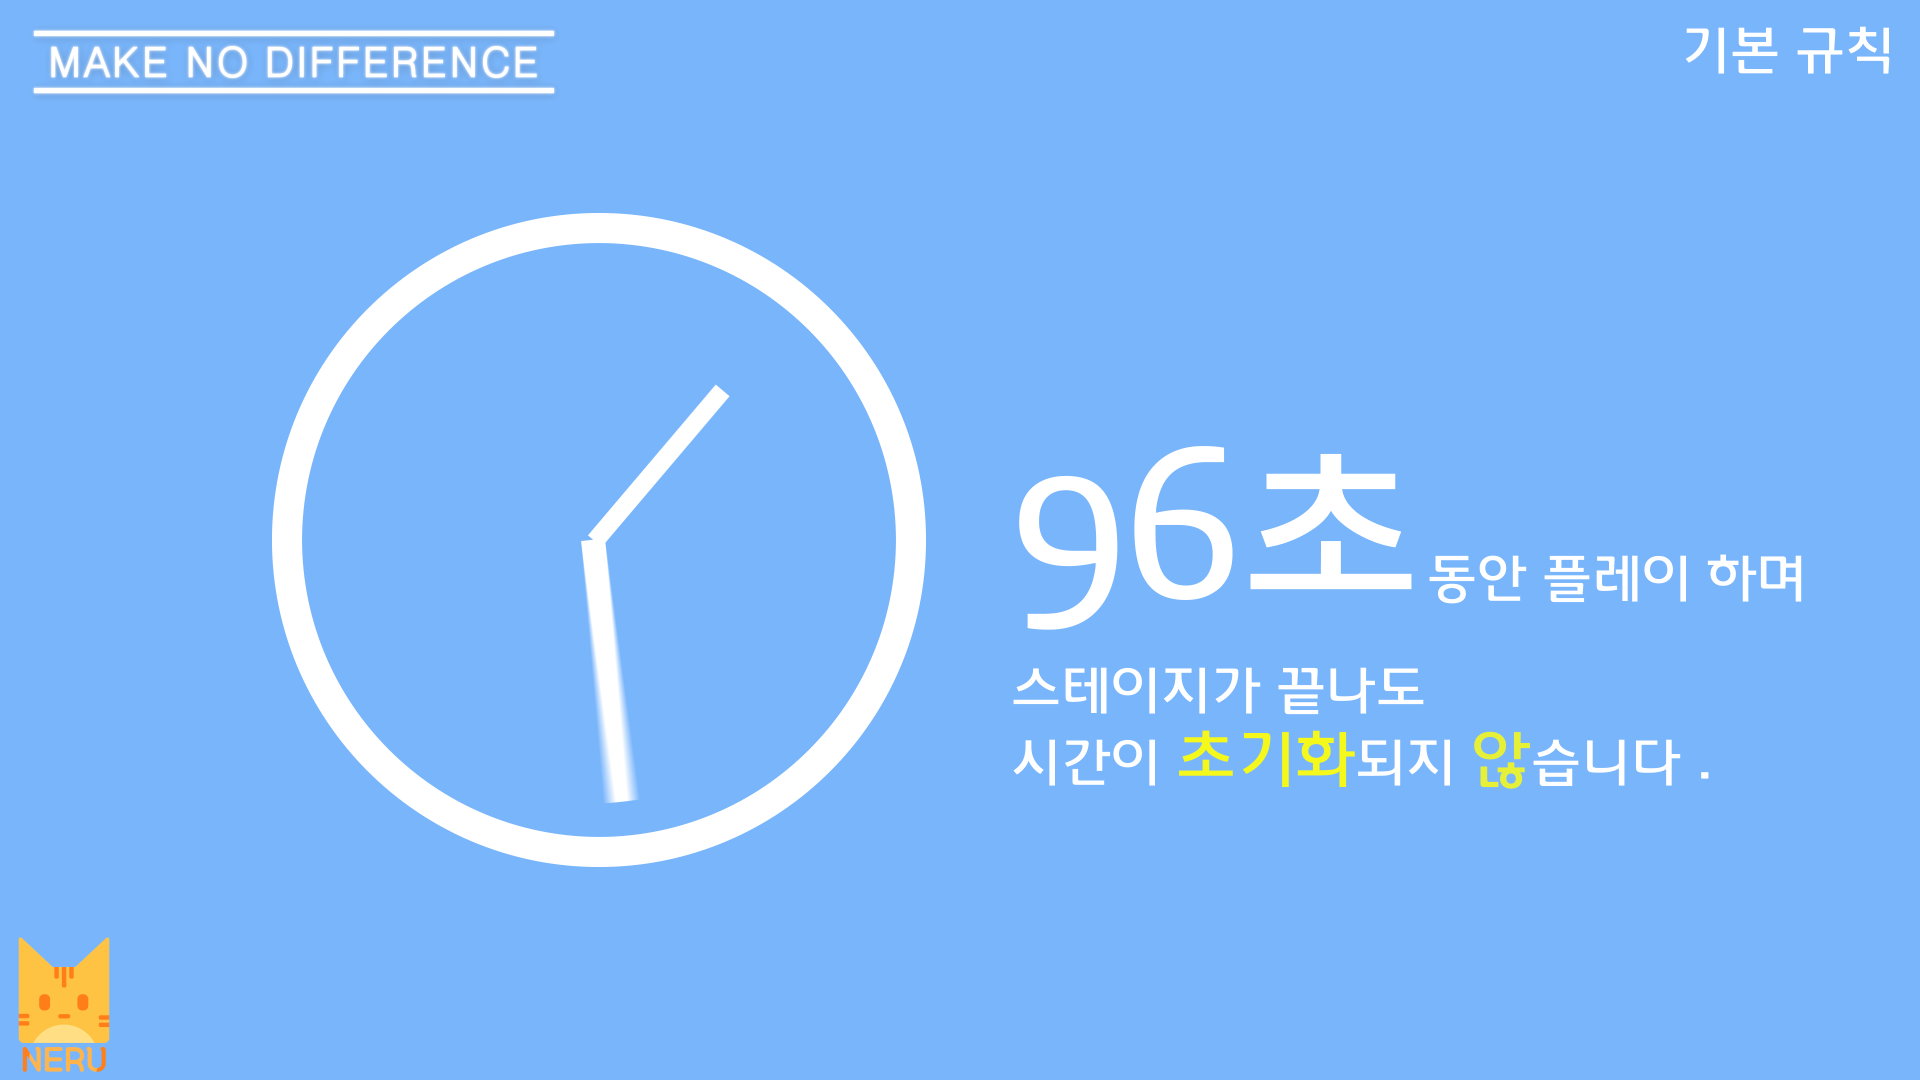 MAKE NO DIFFERENCE
기본 규칙
96초 동안 플레이 하며
스테이지가 끝나도
시간이 초기화되지 않습니다 .
NERU